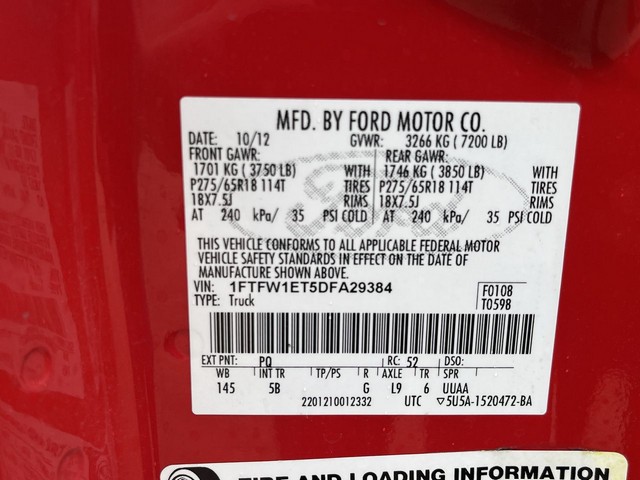 MFD. BY FORD MOTOR CO.
DATE: 10/12 GVWR: 3266 KG ( 7200 LB)
FRONT GAWR: REAR GAWR:
1701 KG ( 3750 LB) WITH 1746 KG ( 3850 LB) WITH
P275/65R18 114T TIRES P275/65R18 114T TIRES
18X7.5J RIMS 18X7.5J RIMS
AT 240 kPa/ 35 PSI COLD AT 240 kPa/ 35 PSI COLD
THIS VEHICLE CONFORMS TO ALL APPLICABLE FEDERAL MOTOR
VEHICLE SAFETY STANDARDS IN EFFECT ON THE DATE OF
MANUFACTURE SHOWN ABOVE.
VIN: 1FTFW1ET5DFA29384 F0108
TYPE: Truck T0598
EXT PNT: PQ RC: 52 DSO:
WB INT TR TP/PS R AXLE TR SPR
145 5B G L9 6 UUAA
2201210012332 UTC ▽5U5A-1520472-BA
TIRE AND LOADING INFORMATION